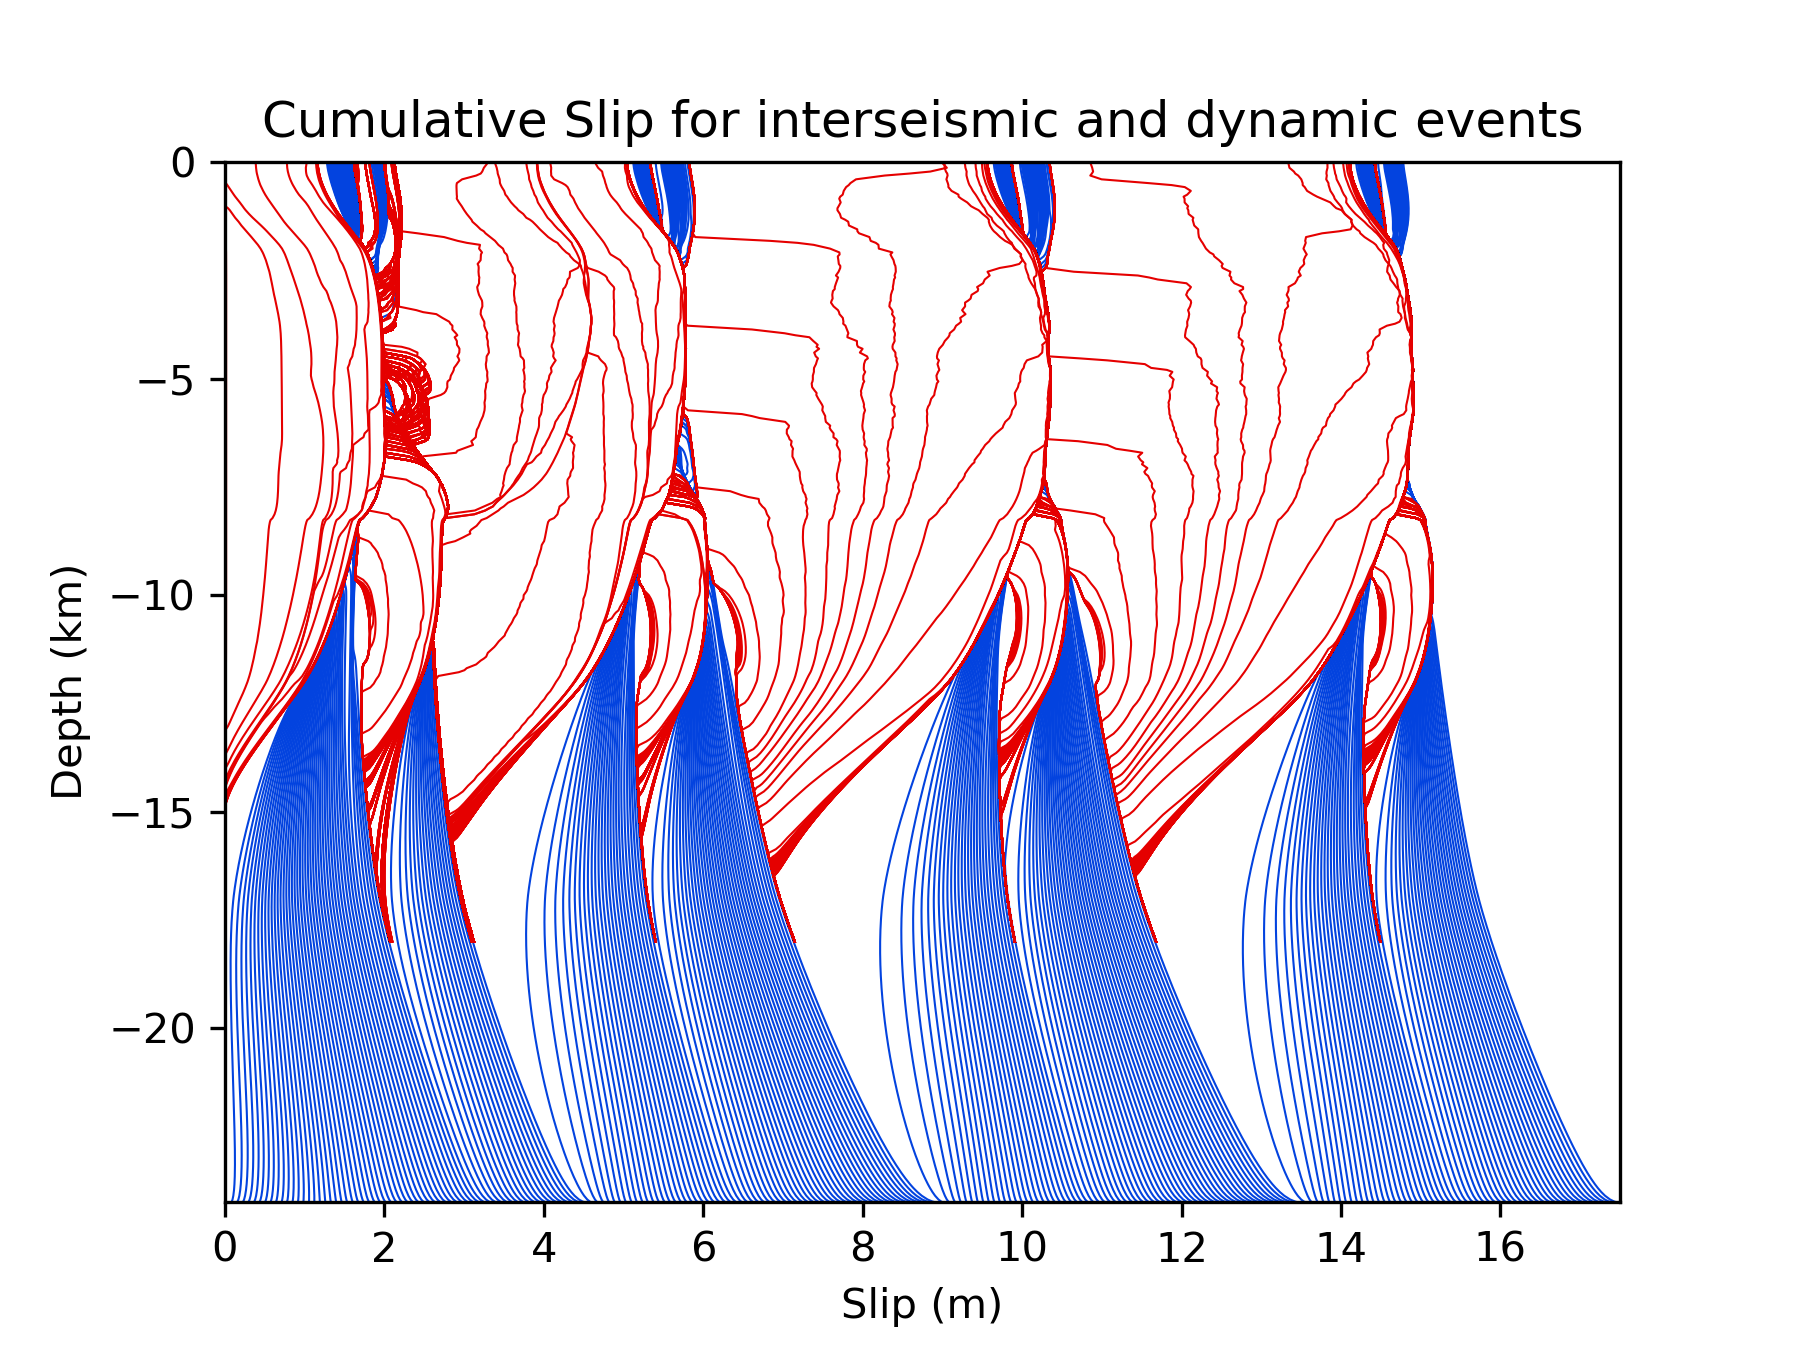 Cumulative Slip for interseismic and dynamic events
0
−5
−10
−15
−20
Depth (km)
0 2 4 6 8 10 12 14 16
Slip (m)